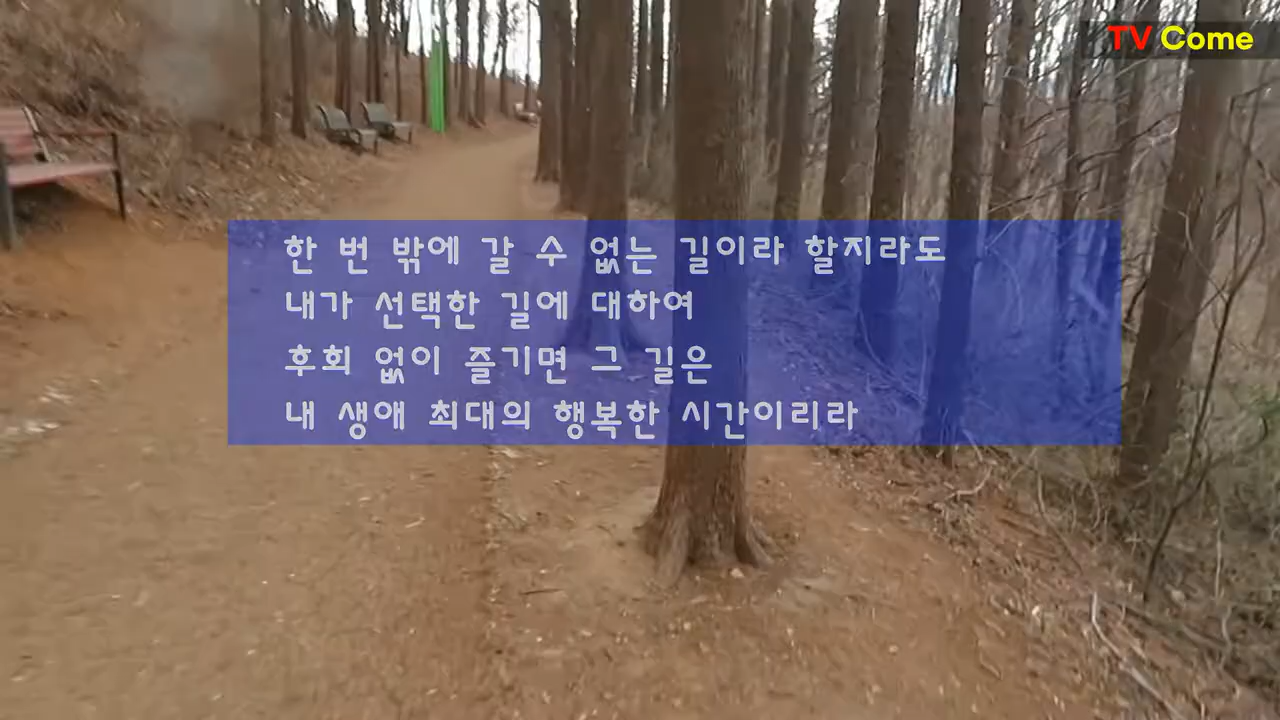 TV Come
한 번 밖에 갈 수 없는 길이라 할지라도
내가 선택한 길에 대하여
후회 없이 즐기면 그 길은
내 생애 최대의 행복한 시간이리라